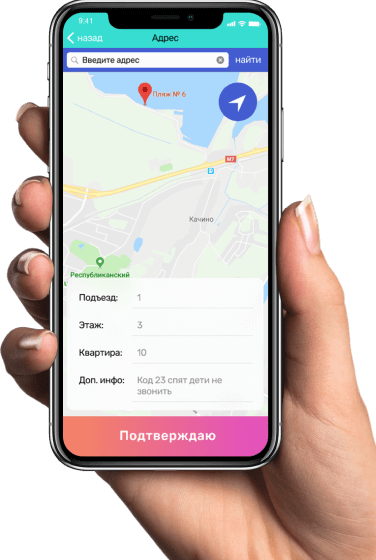 9:41
назад
Адрес
Введите адрес
найти
Пляж № 6
М7
Качино
Республиканский
Подъезд: 1
Этаж: 3
Квартира: 10
Доп. инфо: Код 23 спят дети не
звонить
Подтверждаю